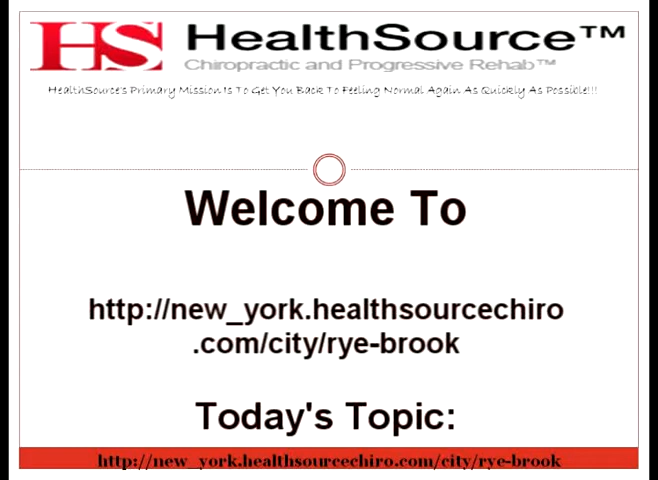 HS HealthSource™
Chiropractic and Progressive Rehab™
HealthSource's Primary Mission Is To Get You Back To Feeling Normal Again As Quickly As Possible!!!
Welcome To
http://new_york.healthsourcechiro
.com/city/rye-brook
Today's Topic:
http://new_york.healthsourcechiro.com/city/rye-brook